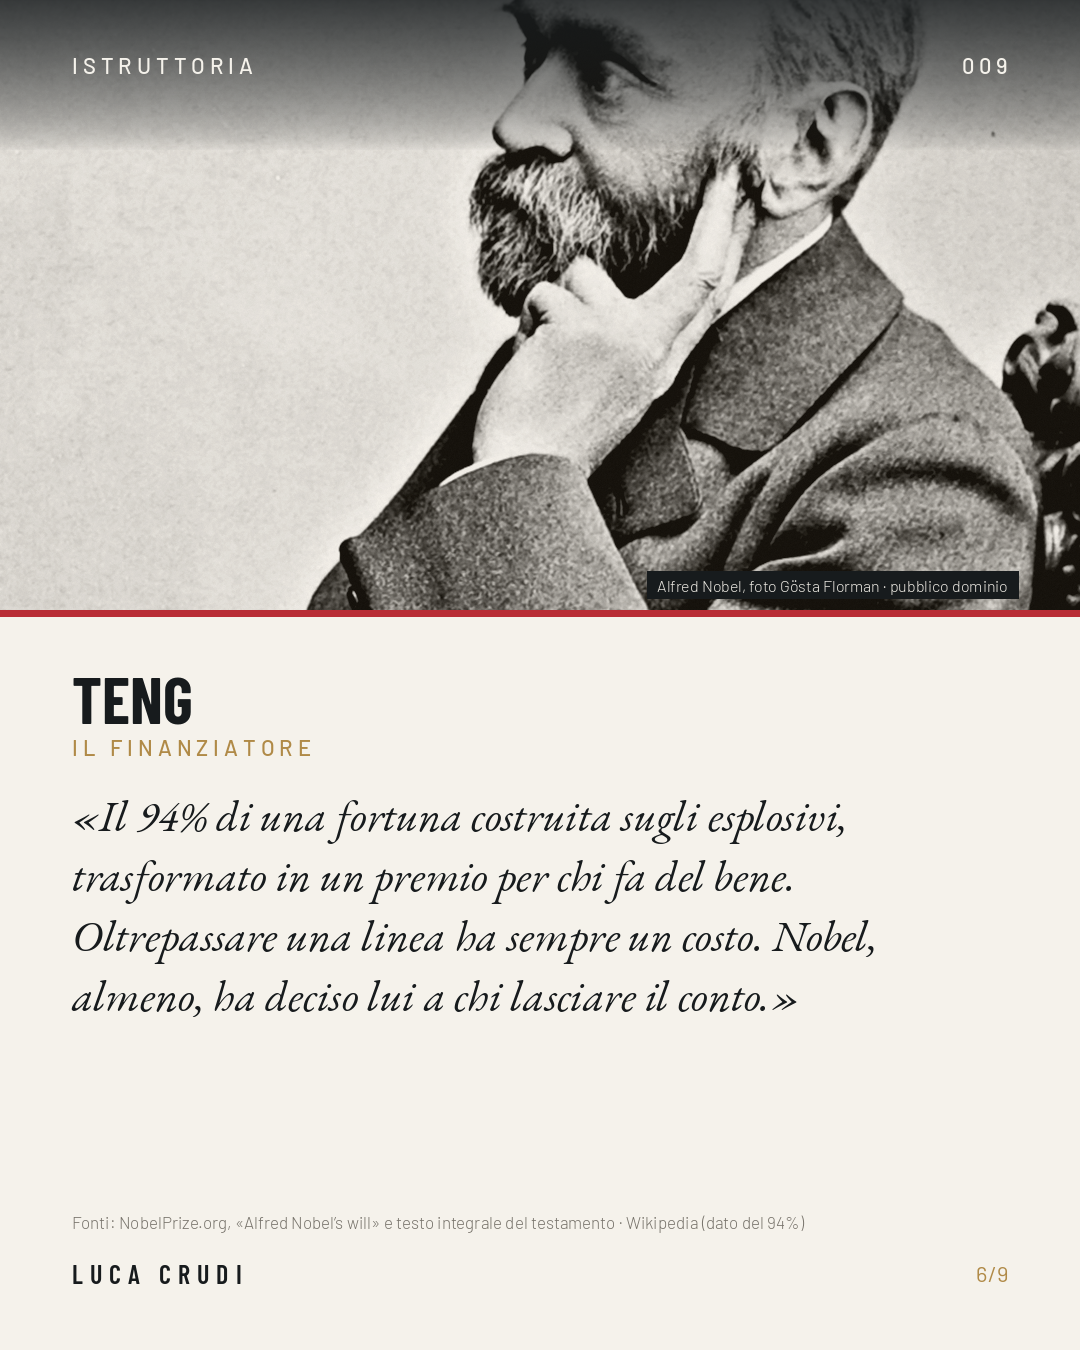 ISTRUTTORIA
009
Alfred Nobel, foto Gösta Florman · pubblico dominio
TENG
IL FINANZIATORE
«Il 94% di una fortuna costruita sugli esplosivi,
trasformato in un premio per chi fa del bene.
Oltrepassare una linea ha sempre un costo. Nobel,
almeno, ha deciso lui a chi lasciare il conto.»
Fonti: NobelPrize.org, «Alfred Nobel’s will» e testo integrale del testamento · Wikipedia (dato del 94%)
LUCA CRUDI
6/9